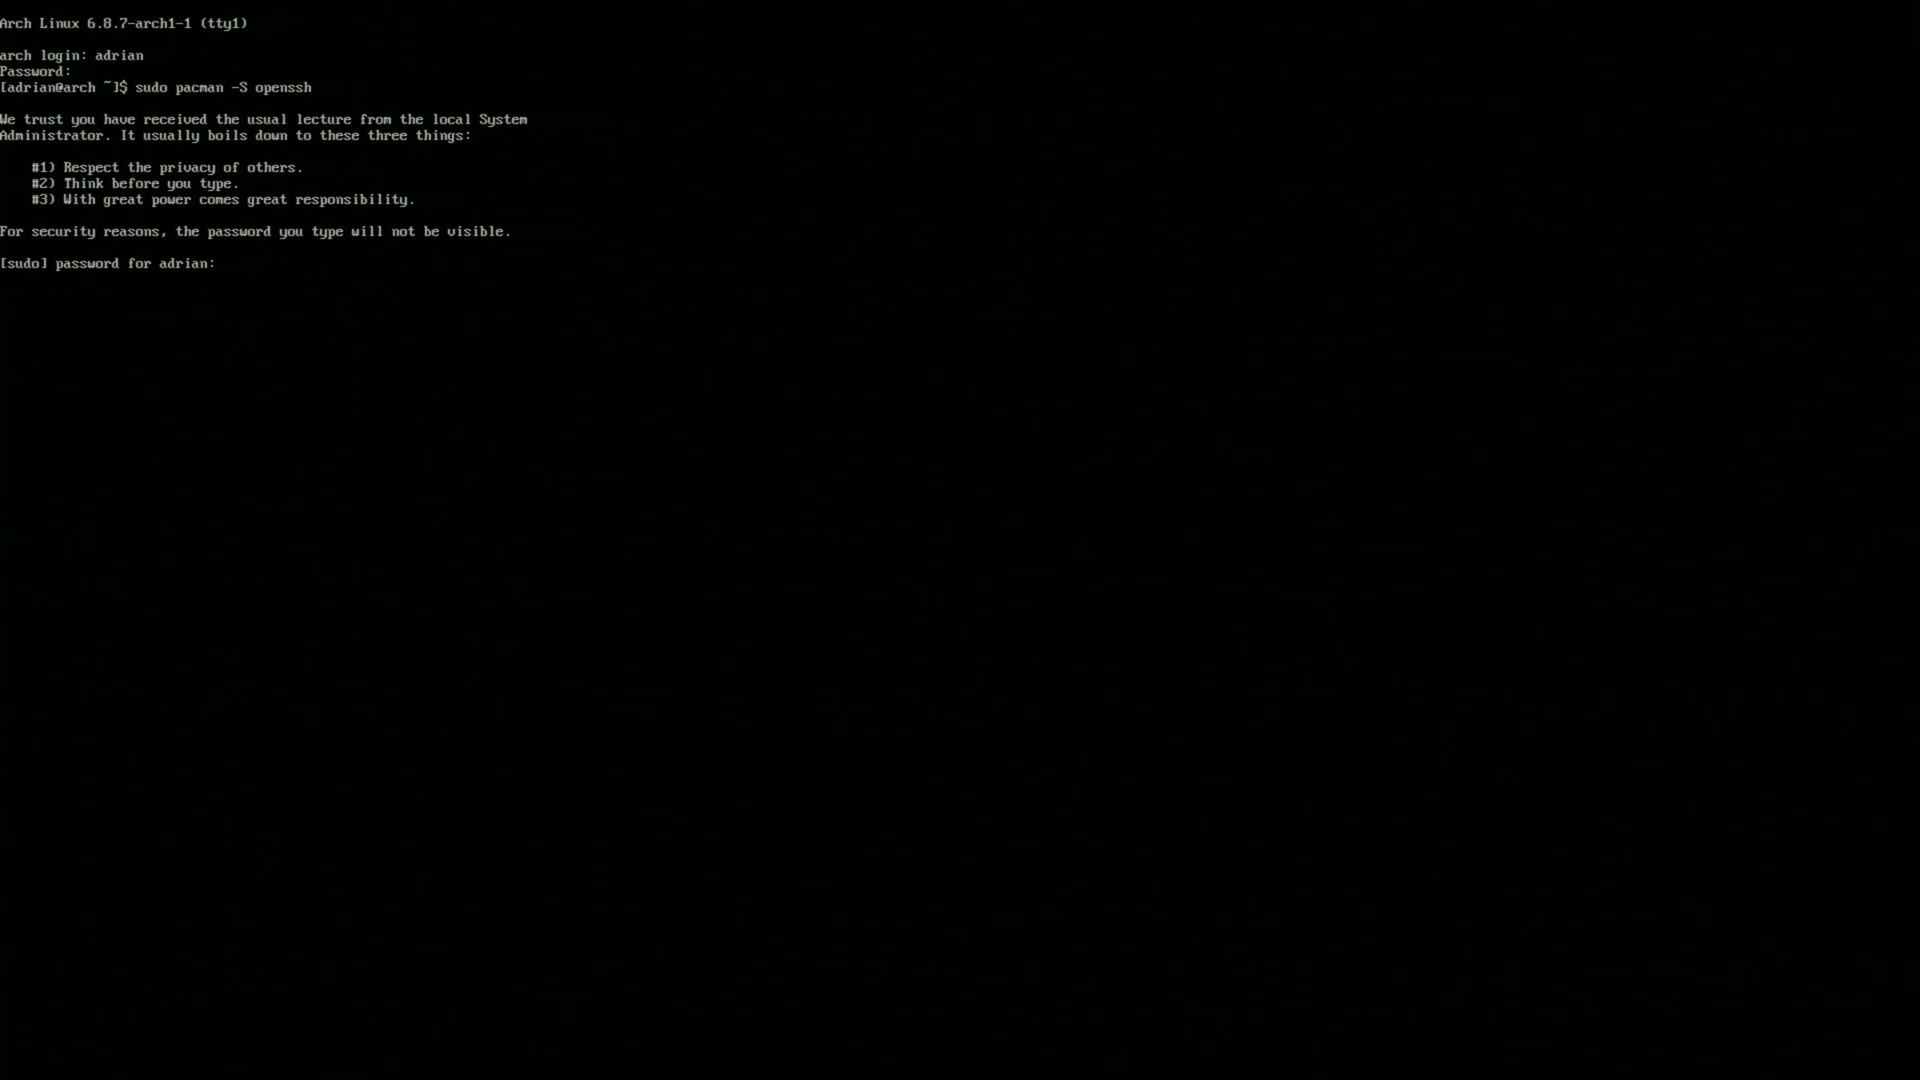 Arch Linux 6.8.7-arch1-1 (tty1)
arch login: adrian
Password:
[adrian@arch ~]$ sudo pacman -S openssh
We trust you have received the usual lecture from the local System
Administrator. It usually boils down to these three things:
#1) Respect the privacy of others.
#2) Think before you type.
#3) With great power comes great responsibility.
For security reasons, the password you type will not be visible.
[sudo] password for adrian: